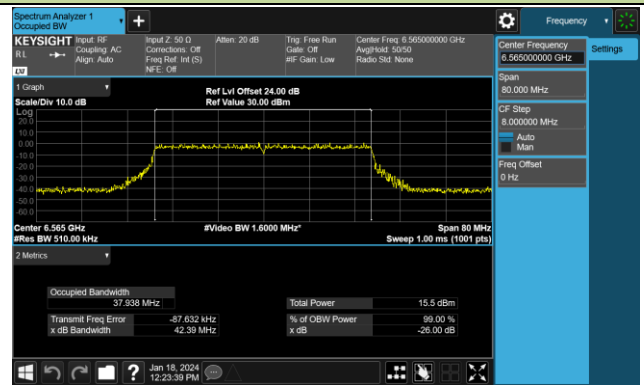 Spectrum Analyzer 1
Occupied BW
Frequency
KEYSIGHT
RL
LXI
Input: RF
Coupling: AC
Align: Auto
Input Z: 50 Ω
Corrections: Off
Freq Ref: Int (S)
NFE: Off
Atten: 20 dB
Trig: Free Run
Gate: Off
#IF Gain: Low
Center Freq: 6.565000000 GHz
Avg|Hold: 50/50
Radio Std: None
Center Frequency
6.565000000 GHz
Settings
Span
80.000 MHz
CF Step
8.000000 MHz
Auto
Man
Freq Offset
0 Hz
1 Graph
Scale/Div 10.0 dB
Ref Lvl Offset 24.00 dB
Ref Value 30.00 dBm
Log
20.0
10.0
0.00
-10.0
-20.0
-30.0
-40.0
-50.0
-60.0
Center 6.565 GHz
#Video BW 1.6000 MHz*
Span 80 MHz
#Res BW 510.00 kHz
Sweep 1.00 ms (1001 pts)
2 Metrics
Occupied Bandwidth
37.938 MHz
Transmit Freq Error -87.632 kHz
x dB Bandwidth 42.39 MHz
Total Power 15.5 dBm
% of OBW Power 99.00 %
x dB -26.00 dB
Jan 18, 2024
12:23:39 PM